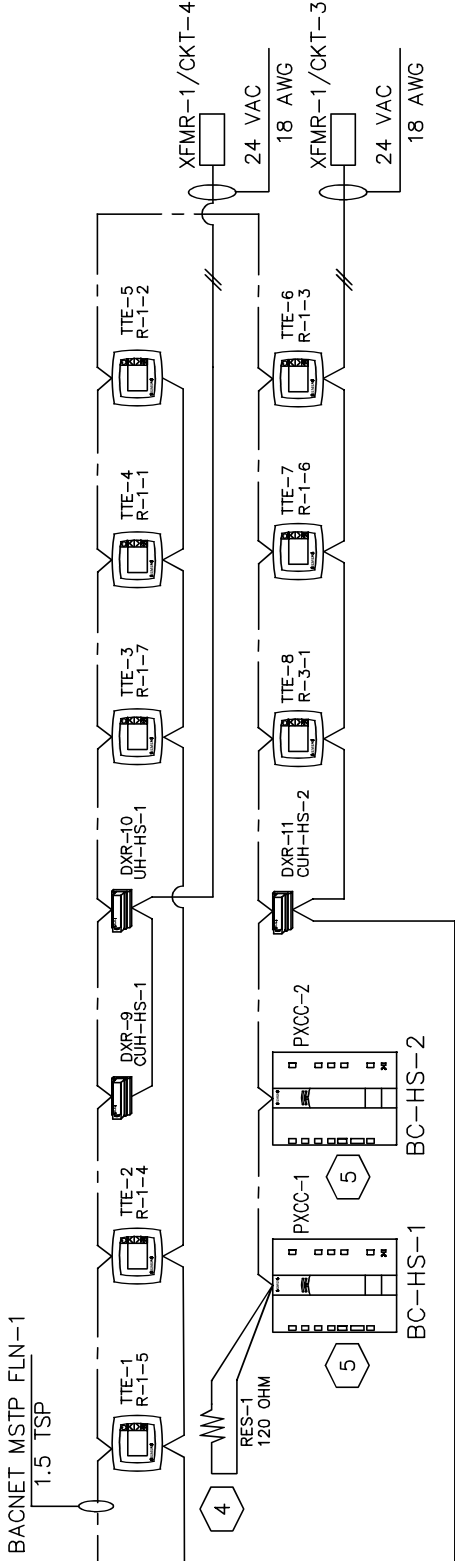 BACNET MSTP FLN-1
1.5 TSP
TTE-1
R-1-5
TTE-2
R-1-4
DXR-9
CUH-HS-1
DXR-10
UH-HS-1
TTE-3
R-1-7
TTE-4
R-1-1
TTE-5
R-1-2
XFMR-1/CKT-4
24 VAC
18 AWG
4
RES-1
120 OHM
PXCC-1
5
BC-HS-1
PXCC-2
5
BC-HS-2
DXR-11
CUH-HS-2
TTE-8
R-3-1
TTE-7
R-1-6
TTE-6
R-1-3
XFMR-1/CKT-3
24 VAC
18 AWG